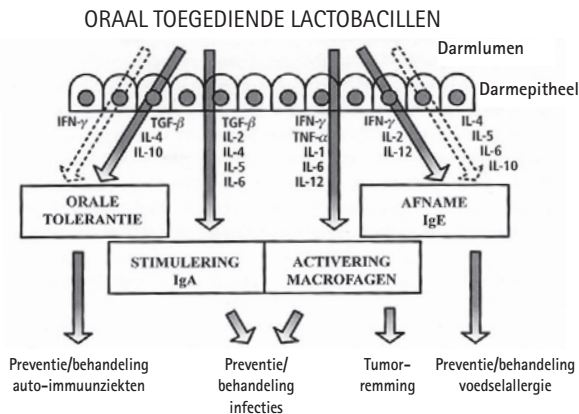 ORAAL TOEGEDIENDE LACTOBACILLEN
Darmlumen
Darmepitheel
IFN-γ
TGF-β
IL-4
IL-10
TGF-β
IL-2
IL-4
IL-5
IL-6
IFN-γ
TNF-α
IL-1
IL-6
IL-12
IFN-γ
IL-2
IL-12
IL-4
IL-5
IL-6
IL-10
ORALE
TOLERANTIE
AFNAME
IgE
STIMULERING
IgA
ACTIVERING
MACROFAGEN
Preventie/behandeling
auto-immuunziekten
Preventie/
behandeling
infecties
Tumor-
remming
Preventie/behandeling
voedselallergie